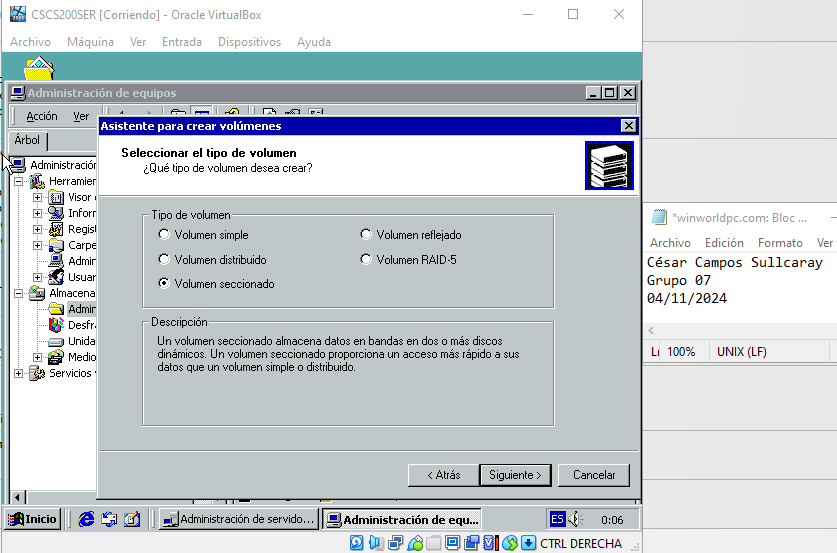 CSCS200SER [Corriendo] - Oracle VirtualBox
Archivo Máquina Ver Entrada Dispositivos Ayuda
Administración de equipos
Acción Ver
Árbol
Administración
Herramien
Visor d
Inform
Regist
Carpe
Admin
Usuar
Almacena
Admin
Desfra
Unida
Medio
Servicios y
Asistente para crear volúmenes
Seleccionar el tipo de volumen
¿Qué tipo de volumen desea crear?
Tipo de volumen
Volumen simple
Volumen reflejado
Volumen distribuido
Volumen RAID-5
Volumen seccionado
Descripción
Un volumen seccionado almacena datos en bandas en dos o más discos
dinámicos. Un volumen seccionado proporciona un acceso más rápido a sus
datos que un volumen simple o distribuido.
< Atrás
Siguiente >
Cancelar
Inicio
Administración de servido...
Administración de equ...
ES
0:06
CTRL DERECHA
*winworldpc.com: Bloc ...
Archivo Edición Formato Ver
César Campos Sullcaray
Grupo 07
04/11/2024
100% UNIX (LF)